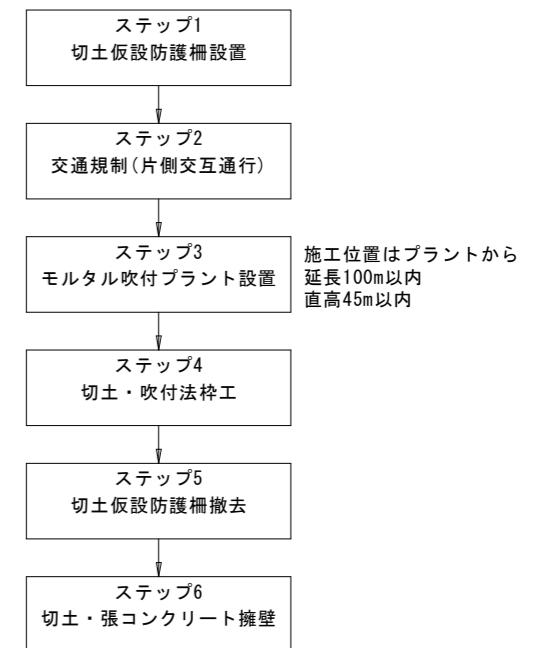 ステップ1
切土仮設防護柵設置
ステップ2
交通規制(片側交互通行)
ステップ3
モルタル吹付プラント設置
施工位置はプラントから
延長100m以内
直高45m以内
ステップ4
切土・吹付法枠工
ステップ5
切土仮設防護柵撤去
ステップ6
切土・張コンクリート擁壁